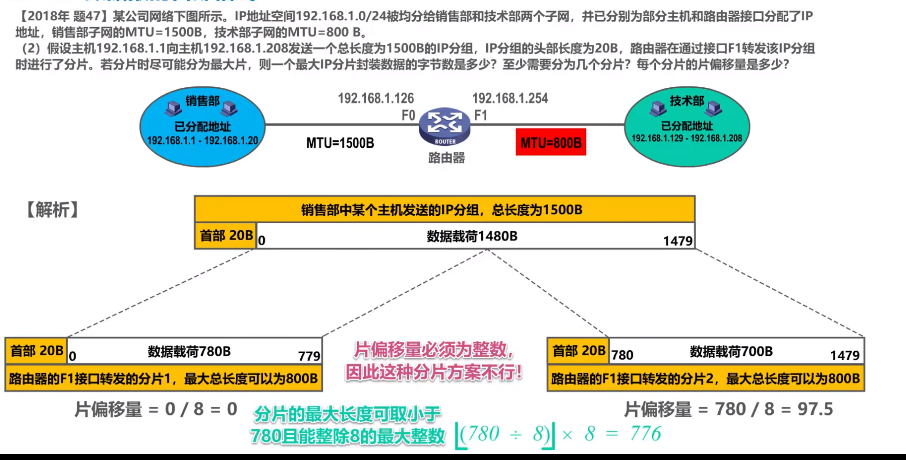 【2018年 题47】某公司网络下图所示。IP地址空间192.168.1.0/24被均分给销售部和技术部两个子网，并已分别为部分主机和路由器接口分配了IP
地址，销售部子网的MTU=1500B，技术部子网的MTU=800 B。
（2）假设主机192.168.1.1向主机192.168.1.208发送一个总长度为1500B的IP分组，IP分组的头部长度为20B，路由器在通过接口F1转发该IP分组
时进行了分片。若分片时尽可能分为最大片，则一个最大IP分片封装数据的字节数是多少？至少需要分为几个分片？每个分片的片偏移量是多少？
销售部
已分配地址
192.168.1.1 - 192.168.1.20
192.168.1.126
F0
192.168.1.254
F1
MTU=1500B
ROUTER
路由器
MTU=800B
技术部
已分配地址
192.168.1.129 - 192.168.1.208
【解析】
销售部中某个主机发送的IP分组，总长度为1500B
首部 20B
0
数据载荷1480B
1479
首部 20B
0
数据载荷780B
779
路由器的F1接口转发的分片1，最大总长度可以为800B
片偏移量必须为整数，
因此这种分片方案不行！
首部 20B
780
数据载荷700B
1479
路由器的F1接口转发的分片2，最大总长度可以为800B
片偏移量 = 0 / 8 = 0
片偏移量 = 780 / 8 = 97.5
分片的最大长度可取小于
780且能整除8的最大整数
⌊(780 ÷ 8)⌋ × 8 = 776